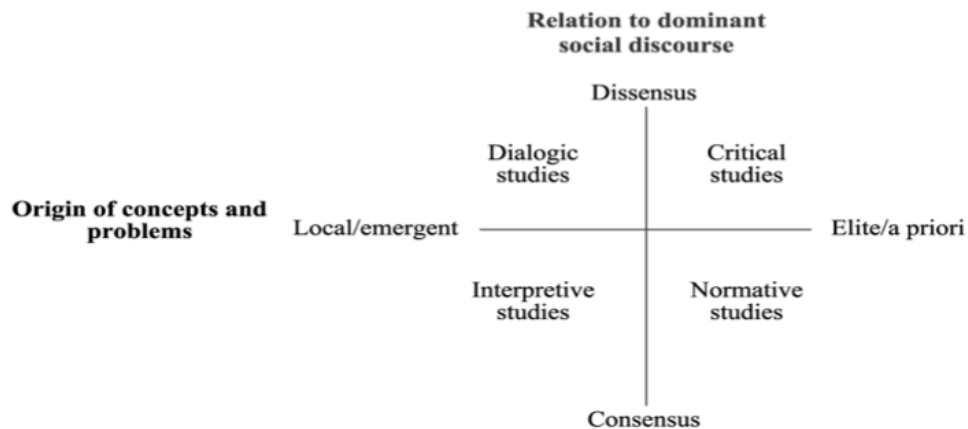 Relation to dominant
social discourse
Dissensus
Dialogic
studies
Critical
studies
Origin of concepts and
problems
Local/emergent
Elite/a priori
Interpretive
studies
Normative
studies
Consensus